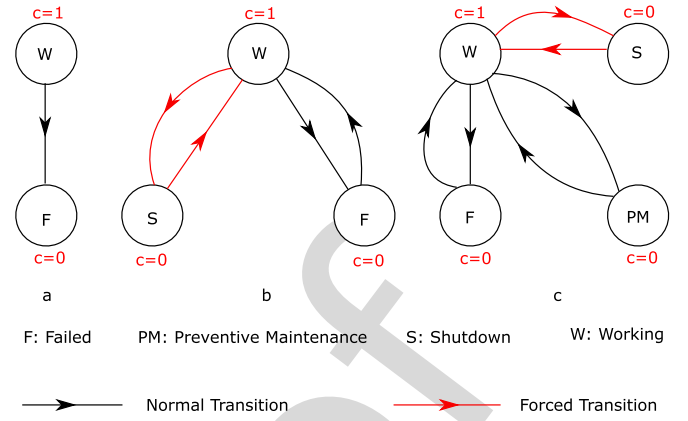 c=1
c=1
c=1
c=0
W
W
W
S
F
S
F
F
PM
c=0
c=0
c=0
c=0
c=0
a
b
c
F: Failed
PM: Preventive Maintenance
S: Shutdown
W: Working
Normal Transition
Forced Transition